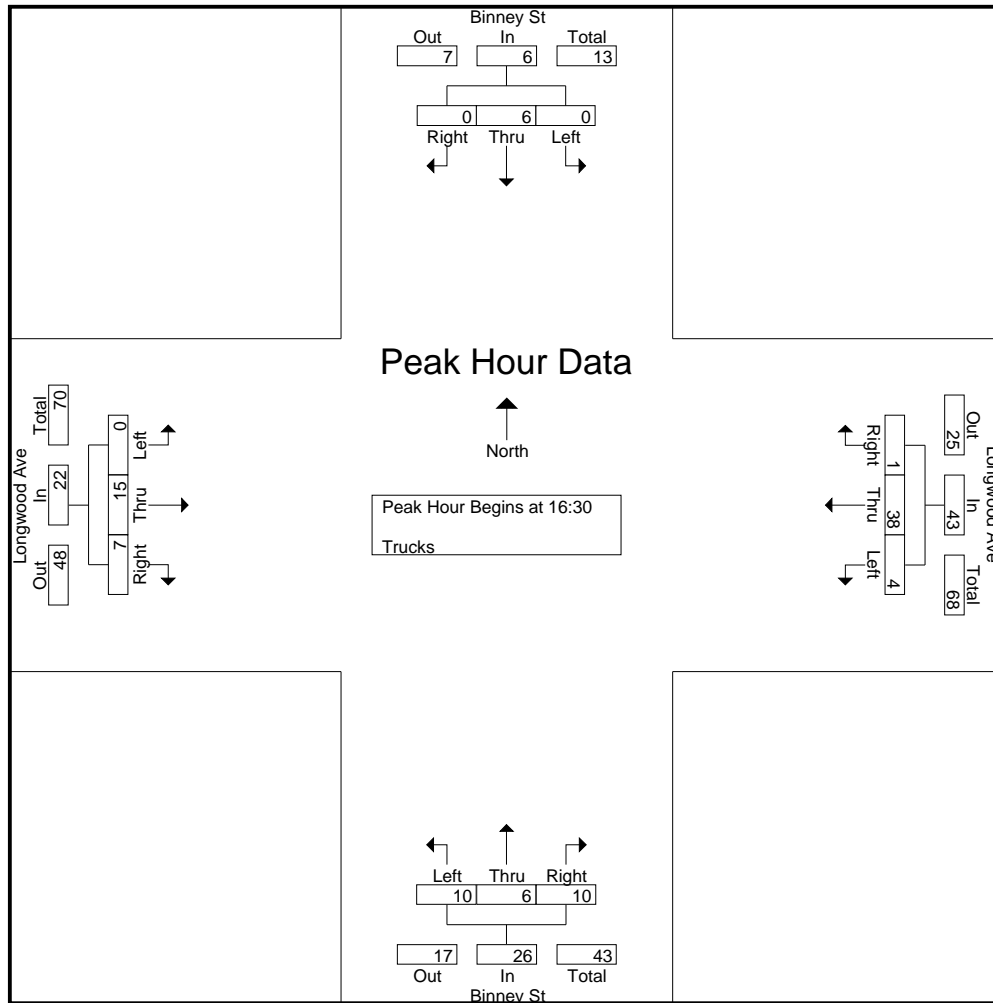 Binney St
Out In Total
7 6 13
0 6 0
Right Thru Left
Peak Hour Data
North
Peak Hour Begins at 16:30
Trucks
Longwood Ave
Total In Out
70 22 48
0 15 7
Left Thru Right
Longwood Ave
Out In Total
25 43 68
1 38 4
Right Thru Left
Left Thru Right
10 6 10
17 26 43
Out In Total
Binney St